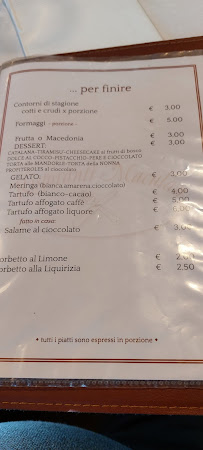 ... per finire
Contorni di stagione
cotti e crudi x porzione € 3,00
Formaggi - porzione - € 5.00
Frutta o Macedonia € 3,00
DESSERT: € 3,00
CATALANA-TIRAMISU-CHEESECAKE ai frutti di bosco
DOLCE AL COCCO-PISTACCHIO-PERE E CIOCCOLATO
TORTA alle MANDORLE-TORTA della NONNA
PROFITEROLES al cioccolato
GELATO: € 3,00
Meringa (bianca amarena cioccolato)
Tartufo (bianco-cacao) € 4,00
Tartufo affogato caffè € 5,00
Tartufo affogato liquore €
fatto in casa:
Salame al cioccolato € 3,00
orbetto al Limone €
orbetto alla Liquirizia € 2,50
• tutti i piatti sono espressi in porzione •